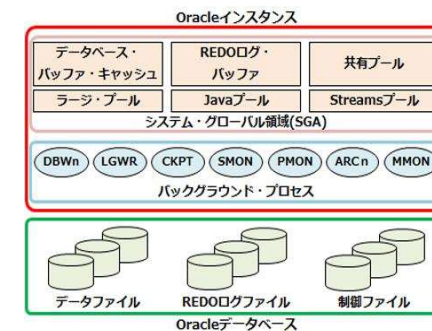 Oracleインスタンス
データベース・
バッファ・キャッシュ
REDOログ・
バッファ
共有プール
ラージ・プール
Javaプール
Streamsプール
システム・グローバル領域(SGA)
DBWn
LGWR
CKPT
SMON
PMON
ARCn
MMON
バックグラウンド・プロセス
データファイル
REDOログファイル
制御ファイル
Oracleデータベース